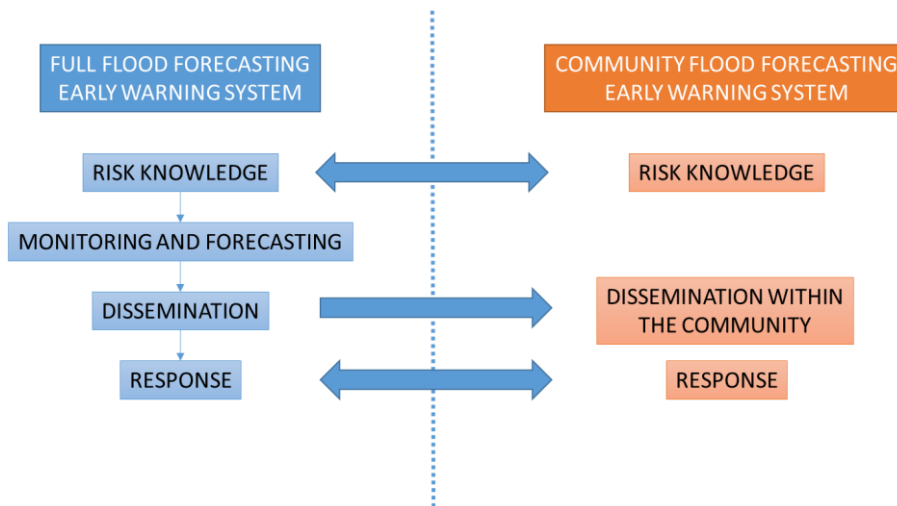 FULL FLOOD FORECASTING
EARLY WARNING SYSTEM
COMMUNITY FLOOD FORECASTING
EARLY WARNING SYSTEM
RISK KNOWLEDGE
RISK KNOWLEDGE
MONITORING AND FORECASTING
DISSEMINATION
DISSEMINATION WITHIN
THE COMMUNITY
RESPONSE
RESPONSE